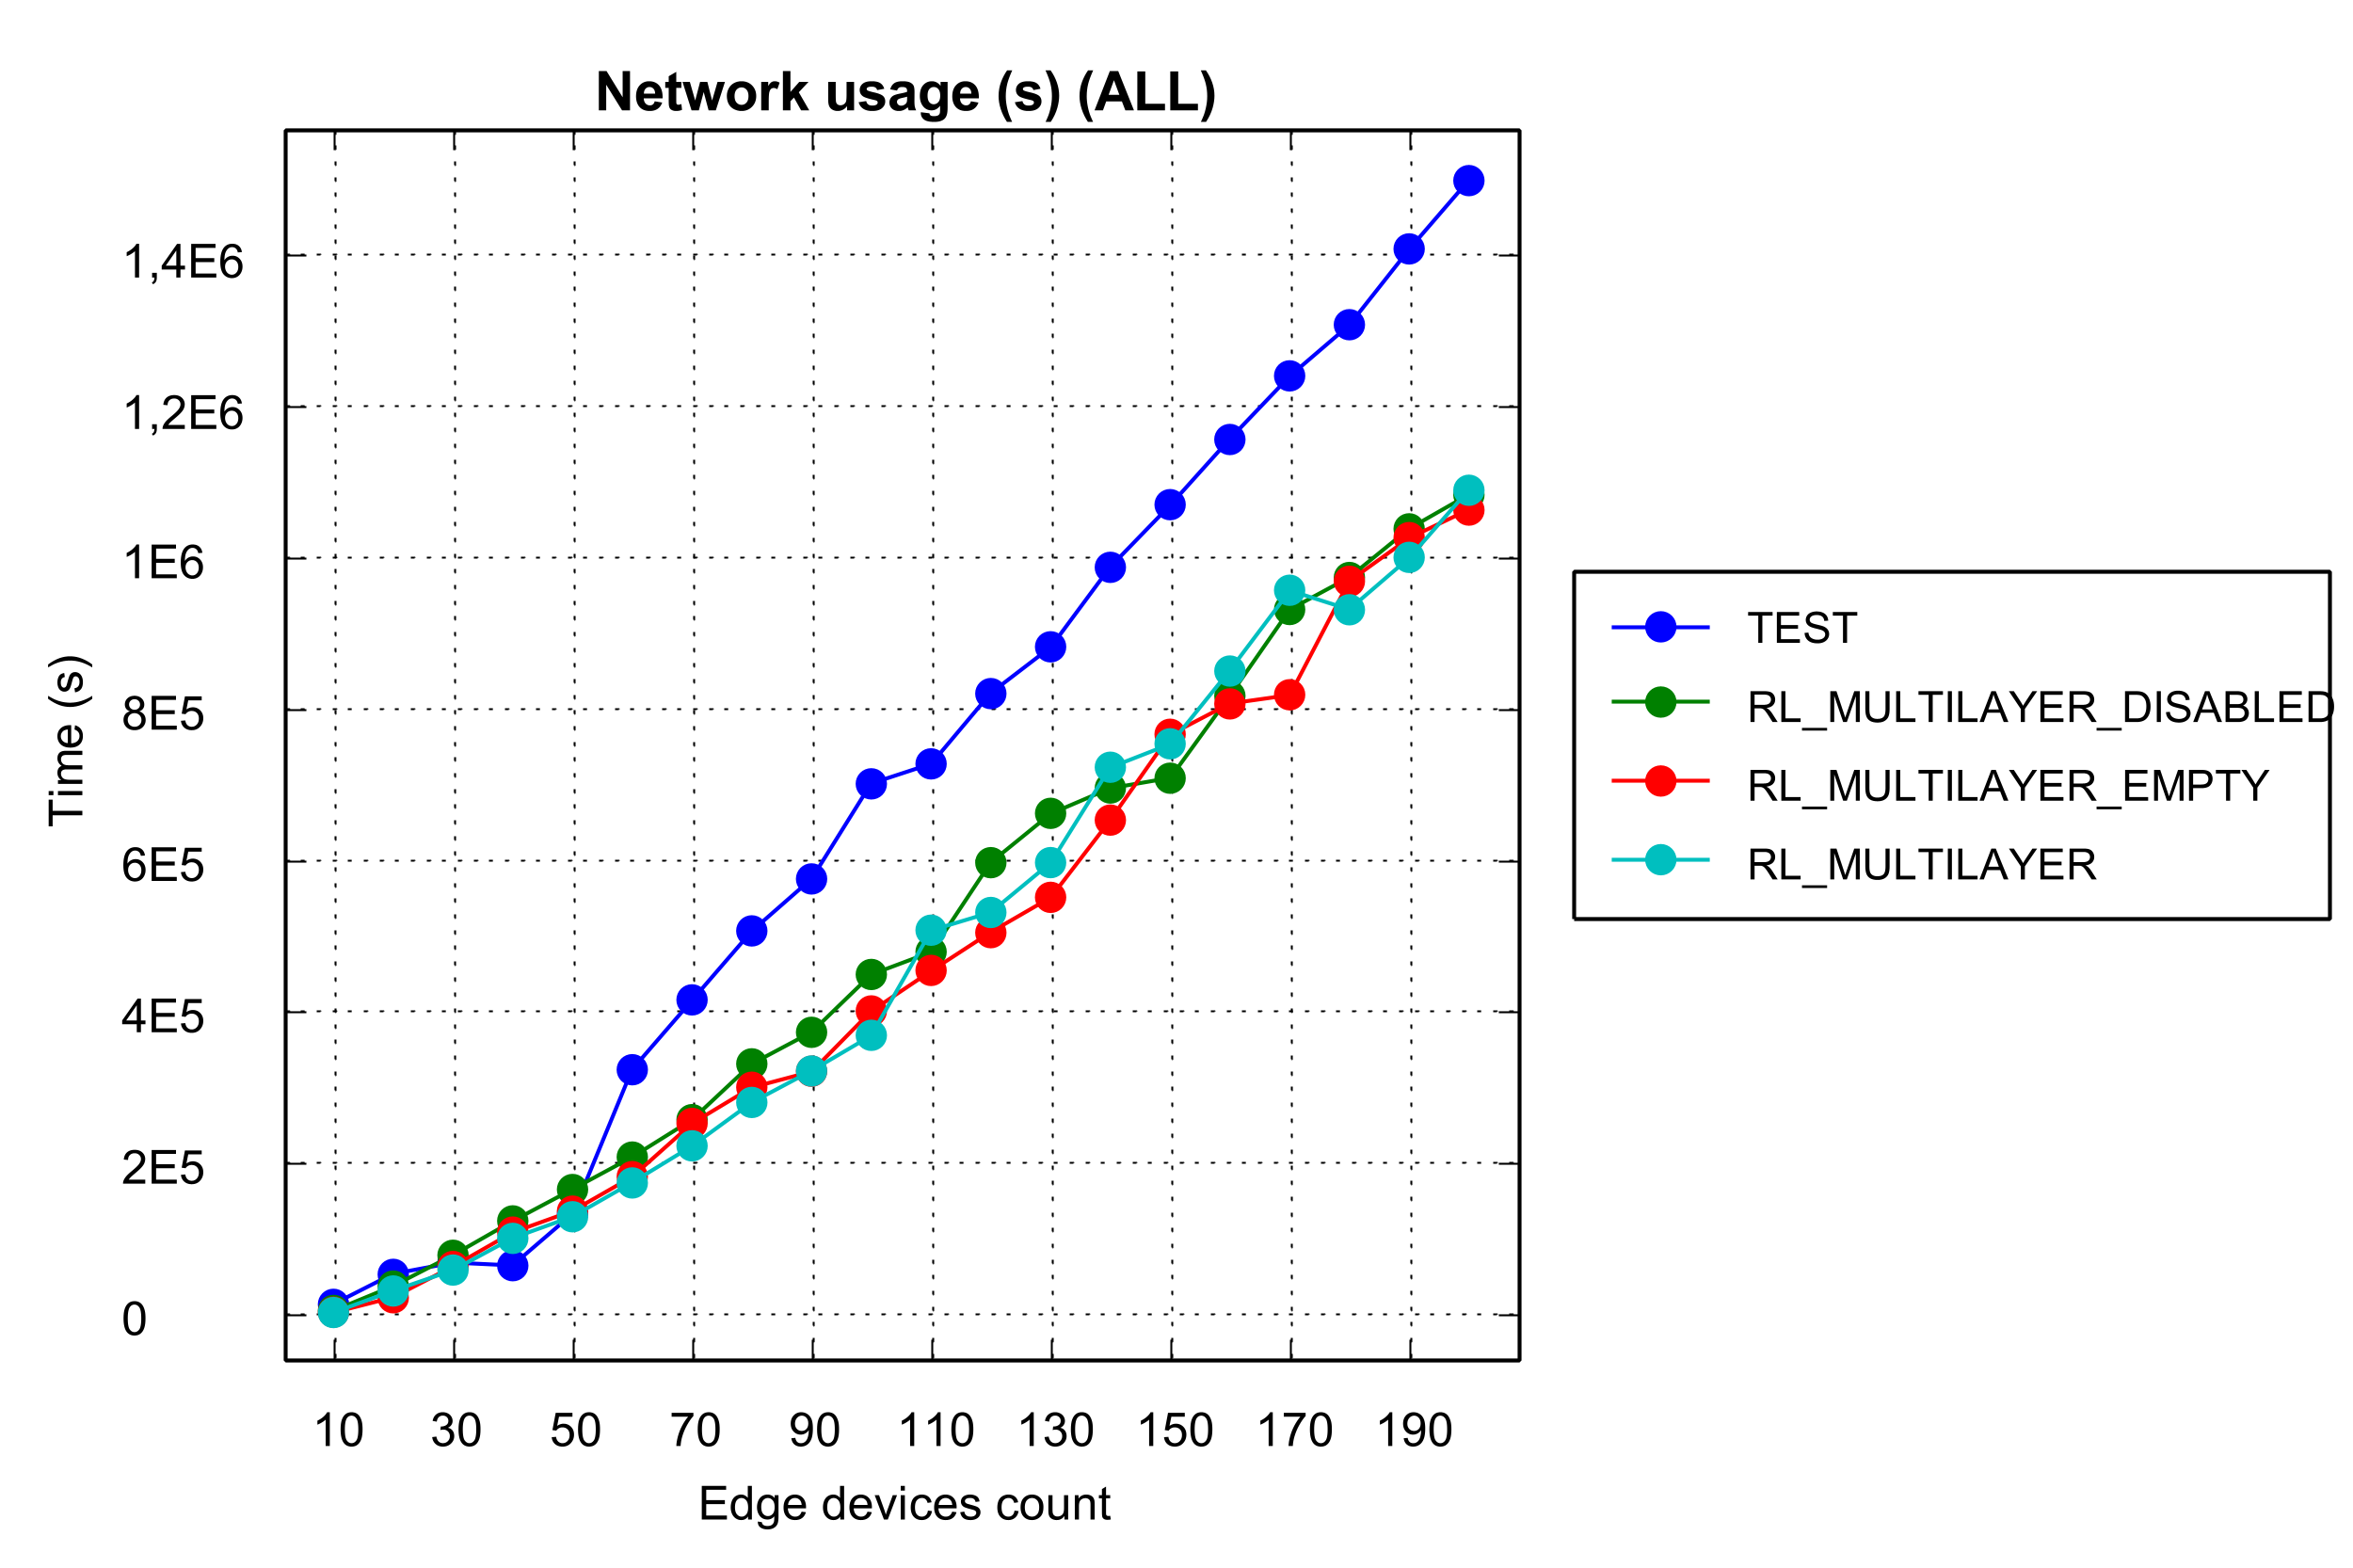 Network usage (s) (ALL)
1,4E6
1,2E6
1E6
8E5
6E5
4E5
2E5
0
Time (s)
10 30 50 70 90 110 130 150 170 190
Edge devices count
TEST
RL_MULTILAYER_DISABLED
RL_MULTILAYER_EMPTY
RL_MULTILAYER